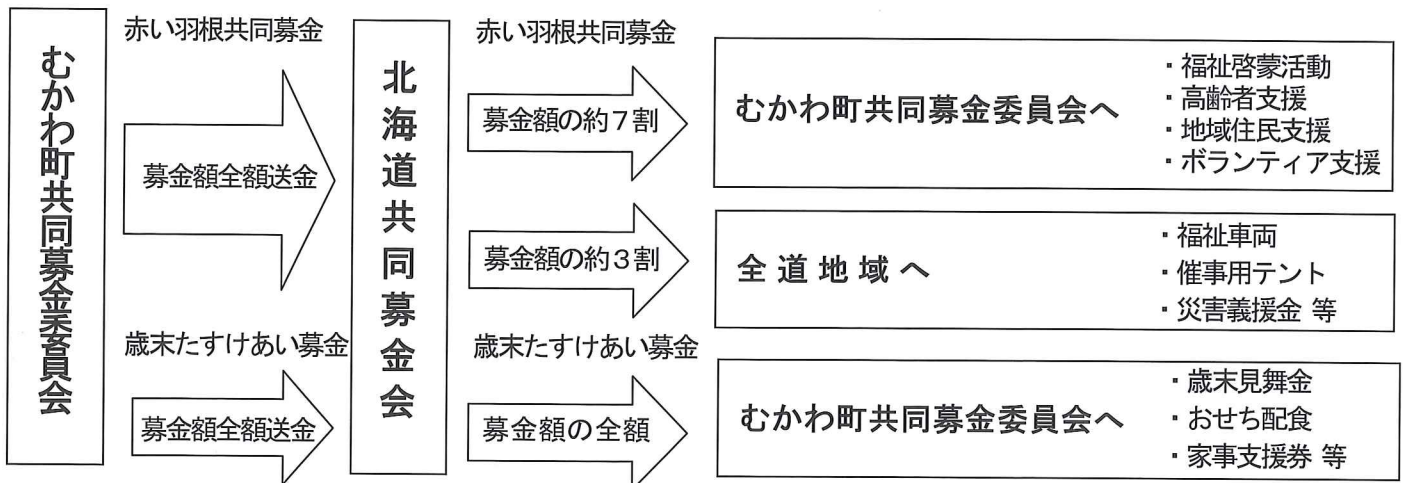 むかわ町共同募金委員会
赤い羽根共同募金
募金額全額送金
歳末たすけあい募金
募金額全額送金
北海道共同募金会
赤い羽根共同募金
募金額の約７割
むかわ町共同募金委員会へ
・福祉啓蒙活動
・高齢者支援
・地域住民支援
・ボランティア支援
募金額の約３割
全道地域へ
・福祉車両
・催事用テント
・災害義援金 等
歳末たすけあい募金
募金額の全額
むかわ町共同募金委員会へ
・歳末見舞金
・おせち配食
・家事支援券 等